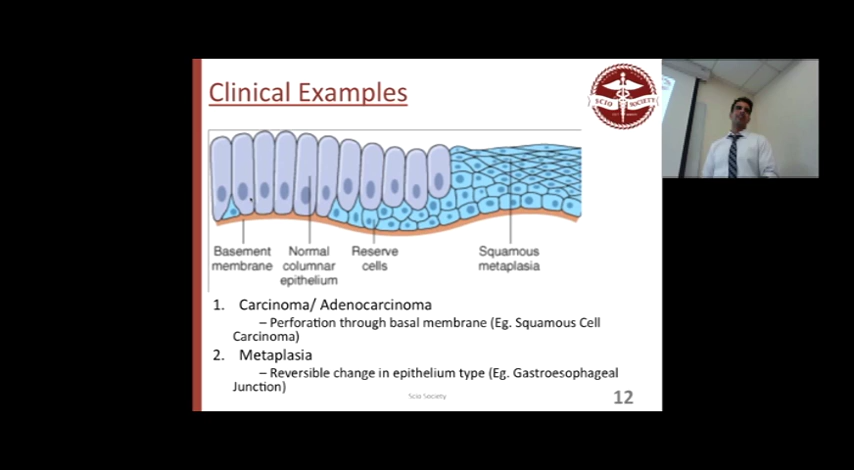 Clinical Examples
SCIO SOCIETY
Basement membrane
Normal columnar epithelium
Reserve cells
Squamous metaplasia
1. Carcinoma/ Adenocarcinoma
– Perforation through basal membrane (Eg. Squamous Cell
Carcinoma)
2. Metaplasia
– Reversible change in epithelium type (Eg. Gastroesophageal
Junction)
Scio Society
12